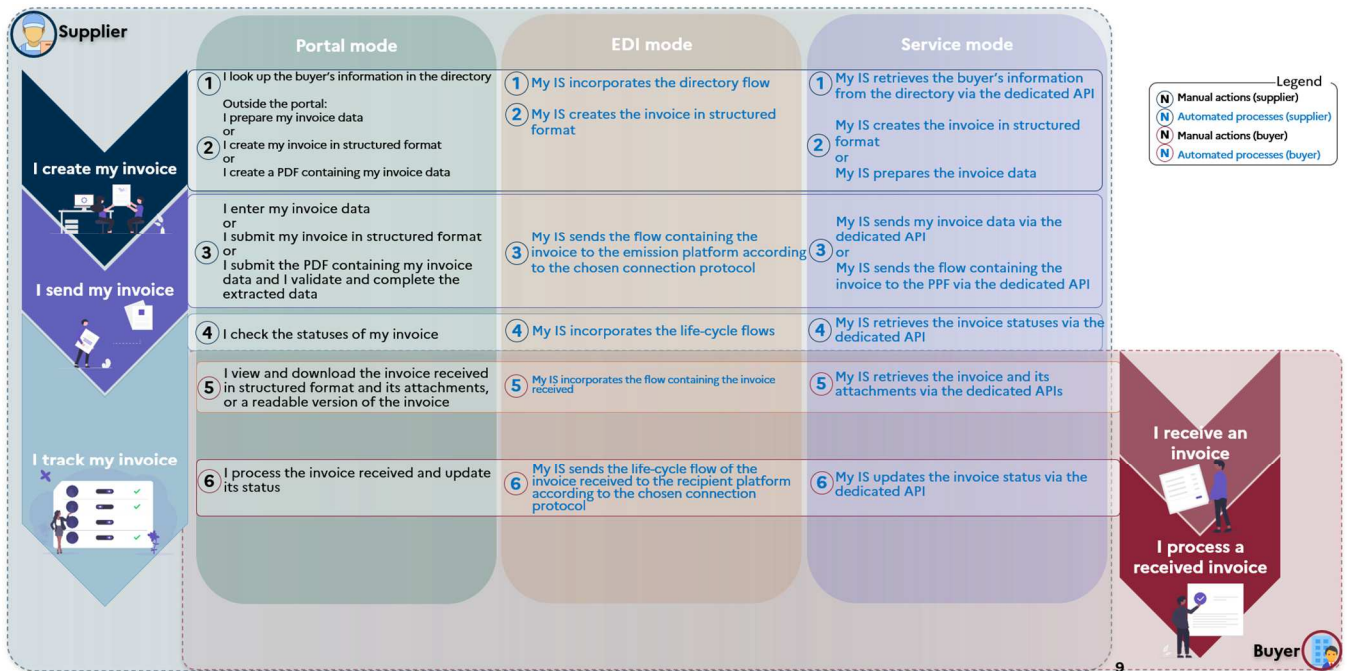 Supplier
Portal mode
EDI mode
Service mode
Legend
N Manual actions (supplier)
N Automated processes (supplier)
N Manual actions (buyer)
N Automated processes (buyer)
I create my invoice
1 I look up the buyer's information in the directory
Outside the portal:
I prepare my invoice data
or
2 I create my invoice in structured format
or
I create a PDF containing my invoice data
1 My IS incorporates the directory flow
2 My IS creates the invoice in structured
format
1 My IS retrieves the buyer's information
from the directory via the dedicated API
My IS creates the invoice in structured
2 format
or
My IS prepares the invoice data
I send my invoice
I enter my invoice data
or
I submit my invoice in structured format
3 or
I submit the PDF containing my invoice
data and I validate and complete the
extracted data
My IS sends the flow containing the
3 invoice to the emission platform according
to the chosen connection protocol
My IS sends my invoice data via the
dedicated API
3 or
My IS sends the flow containing the
invoice to the PPF via the dedicated API
4 I check the statuses of my invoice
4 My IS incorporates the life-cycle flows
4 My IS retrieves the invoice statuses via the
dedicated API
I track my invoice
I view and download the invoice received
5 in structured format and its attachments,
or a readable version of the invoice
5 My IS incorporates the flow containing the invoice
received
5 My IS retrieves the invoice and its
attachments via the dedicated APIs
I receive an
invoice
6 I process the invoice received and update
its status
My IS sends the life-cycle flow of the
6 invoice received to the recipient platform
according to the chosen connection
protocol
6 My IS updates the invoice status via the
dedicated API
I process a
received invoice
Buyer
9